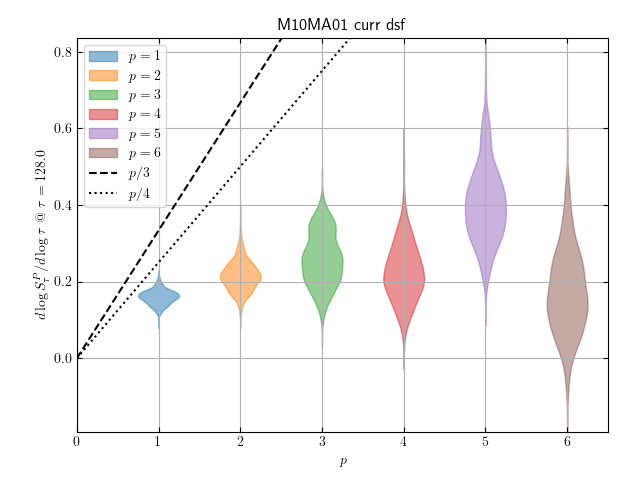 M10MA01 curr dsf
p = 1
p = 2
p = 3
p = 4
p = 5
p = 6
p/3
p/4
d log S_τ^P / d log τ @ τ = 128.0
0.8
0.6
0.4
0.2
0.0
0
1
2
3
4
5
6
p